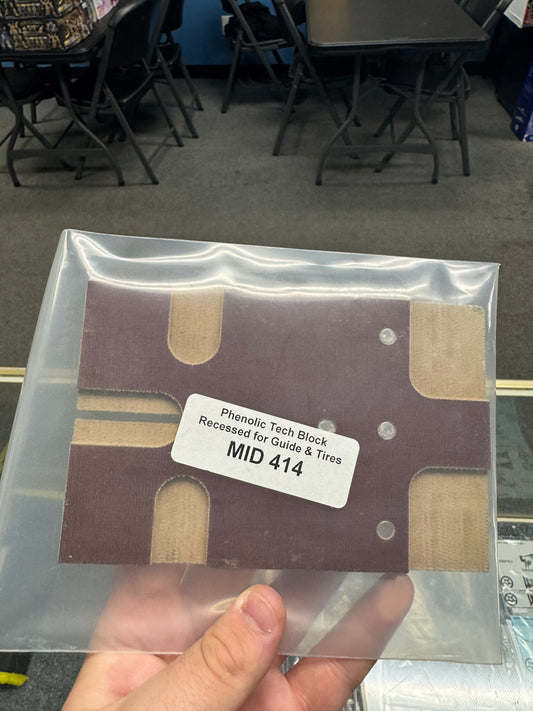 Phenolic Tech Block
Recessed for Guide & Tires
MID 414